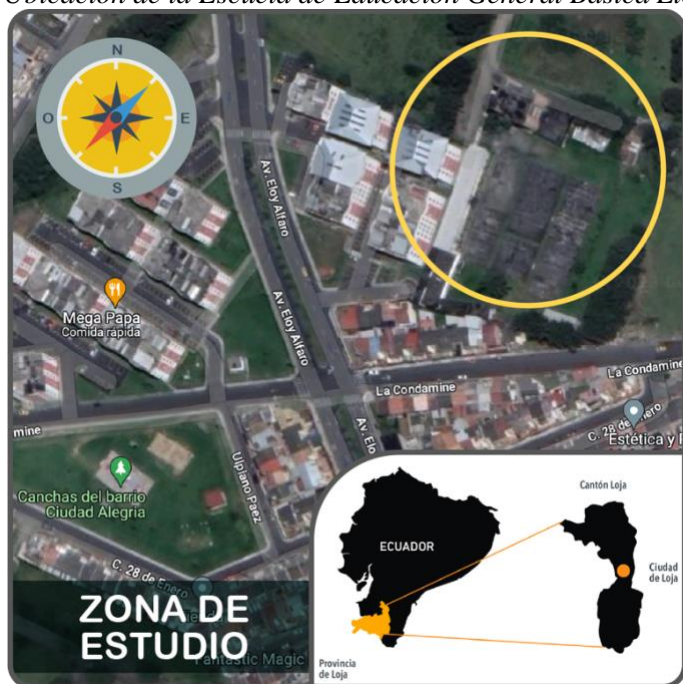 Ubicación de la Escuela de Educación General Básica
N
O
E
S
Av. Eloy Alfaro
Av. Eloy Alfaro
Mega Papa
Comida rápida
La Condamine
La Condamine
mine
Av. Elo
C. 28 de Enero
Estética y
Ulpiano Paez
Canchas del barrio
Ciudad Alegria
C. 28 de Enero
Fantastic Magic
ZONA DE
ESTUDIO
ECUADOR
Provincia
de Loja
Cantón Loja
Ciudad
de Loja